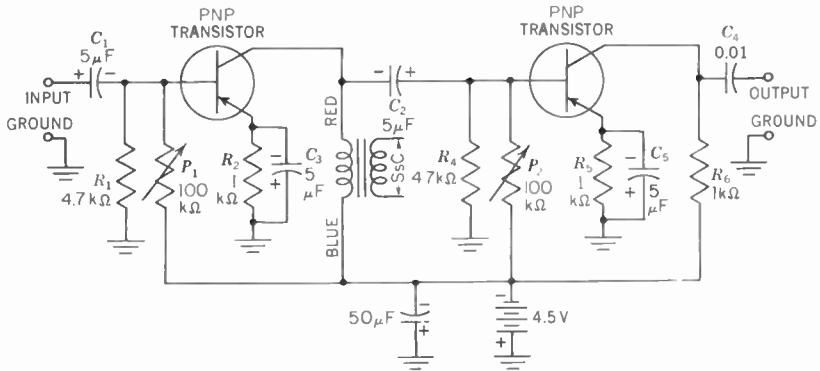 PNP
TRANSISTOR
C1
5µF
+
-
INPUT
GROUND
R1
4.7kΩ
P1
100
kΩ
R2
1
kΩ
-
C3
5
µF
+
RED
BLUE
SSC
-
+
C2
5µF
R4
47kΩ
P2
100
kΩ
PNP
TRANSISTOR
R5
1
kΩ
-
C5
5
µF
+
R6
1kΩ
C4
0.01
OUTPUT
GROUND
50µF
-
+
-
4.5V
+